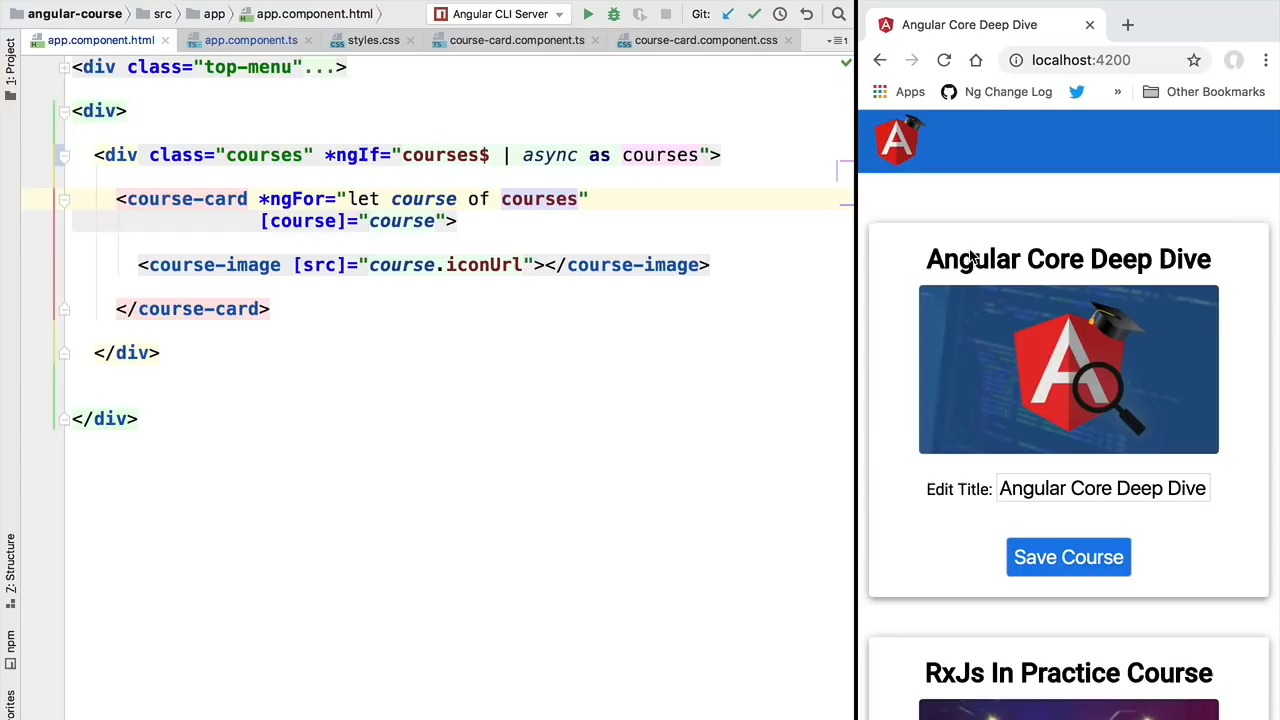 angular-course src app app.component.html Angular CLI Server Git:
app.component.html app.component.ts styles.css course-card.component.ts course-card.component.css 1
1: Project
Z: Structure
npm
<div class="top-menu"...>
<div>
<div class="courses" *ngIf="courses$ | async as courses">
<course-card *ngFor="let course of courses"
[course]="course">
<course-image [src]="course.iconUrl"></course-image>
</course-card>
</div>
</div>
Angular Core Deep Dive
localhost:4200
Apps Ng Change Log » Other Bookmarks
Angular Core Deep Dive
Edit Title: Angular Core Deep Dive
Save Course
RxJs In Practice Course